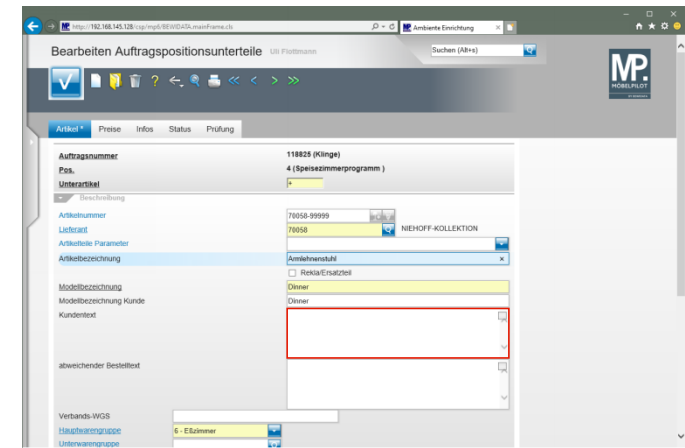 http://192.168.145.128/csp/mp6/BEWIDATA.mainFrame.cls
Ambiente Einrichtung
Bearbeiten Auftragspositionsunterteile Uli Flottmann
Suchen (Alt+s)
MP.
MÖBELPILOT
Artikel * Preise Infos Status Prüfung
Auftragsnummer 118825 (Klinge)
Pos. 4 (Speisezimmerprogramm )
Unterartikel +
Beschreibung
Artikelnummer 70058-99999
Lieferant 70058 NIEHOFF-KOLLEKTION
Artikelteile Parameter
Artikelbezeichnung Armlehnenstuhl x
Rekla/Ersatzteil
Modellbezeichnung Dinner
Modellbezeichnung Kunde Dinner
Kundentext
abweichender Bestelltext
Verbands-WGS
Hauptwarengruppe 6 - Eßzimmer
Unterwarengruppe